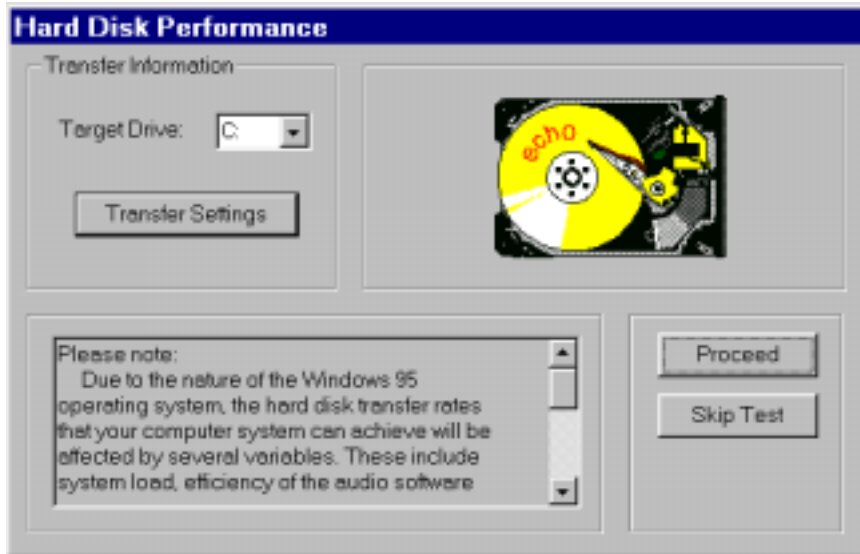 Hard Disk Performance
Transfer Information
Target Drive: C:
Transfer Settings
echo
Please note:
Due to the nature of the Windows 95
operating system, the hard disk transfer rates
that your computer system can achieve will be
affected by several variables. These include
system load, efficiency of the audio software
Proceed
Skip Test